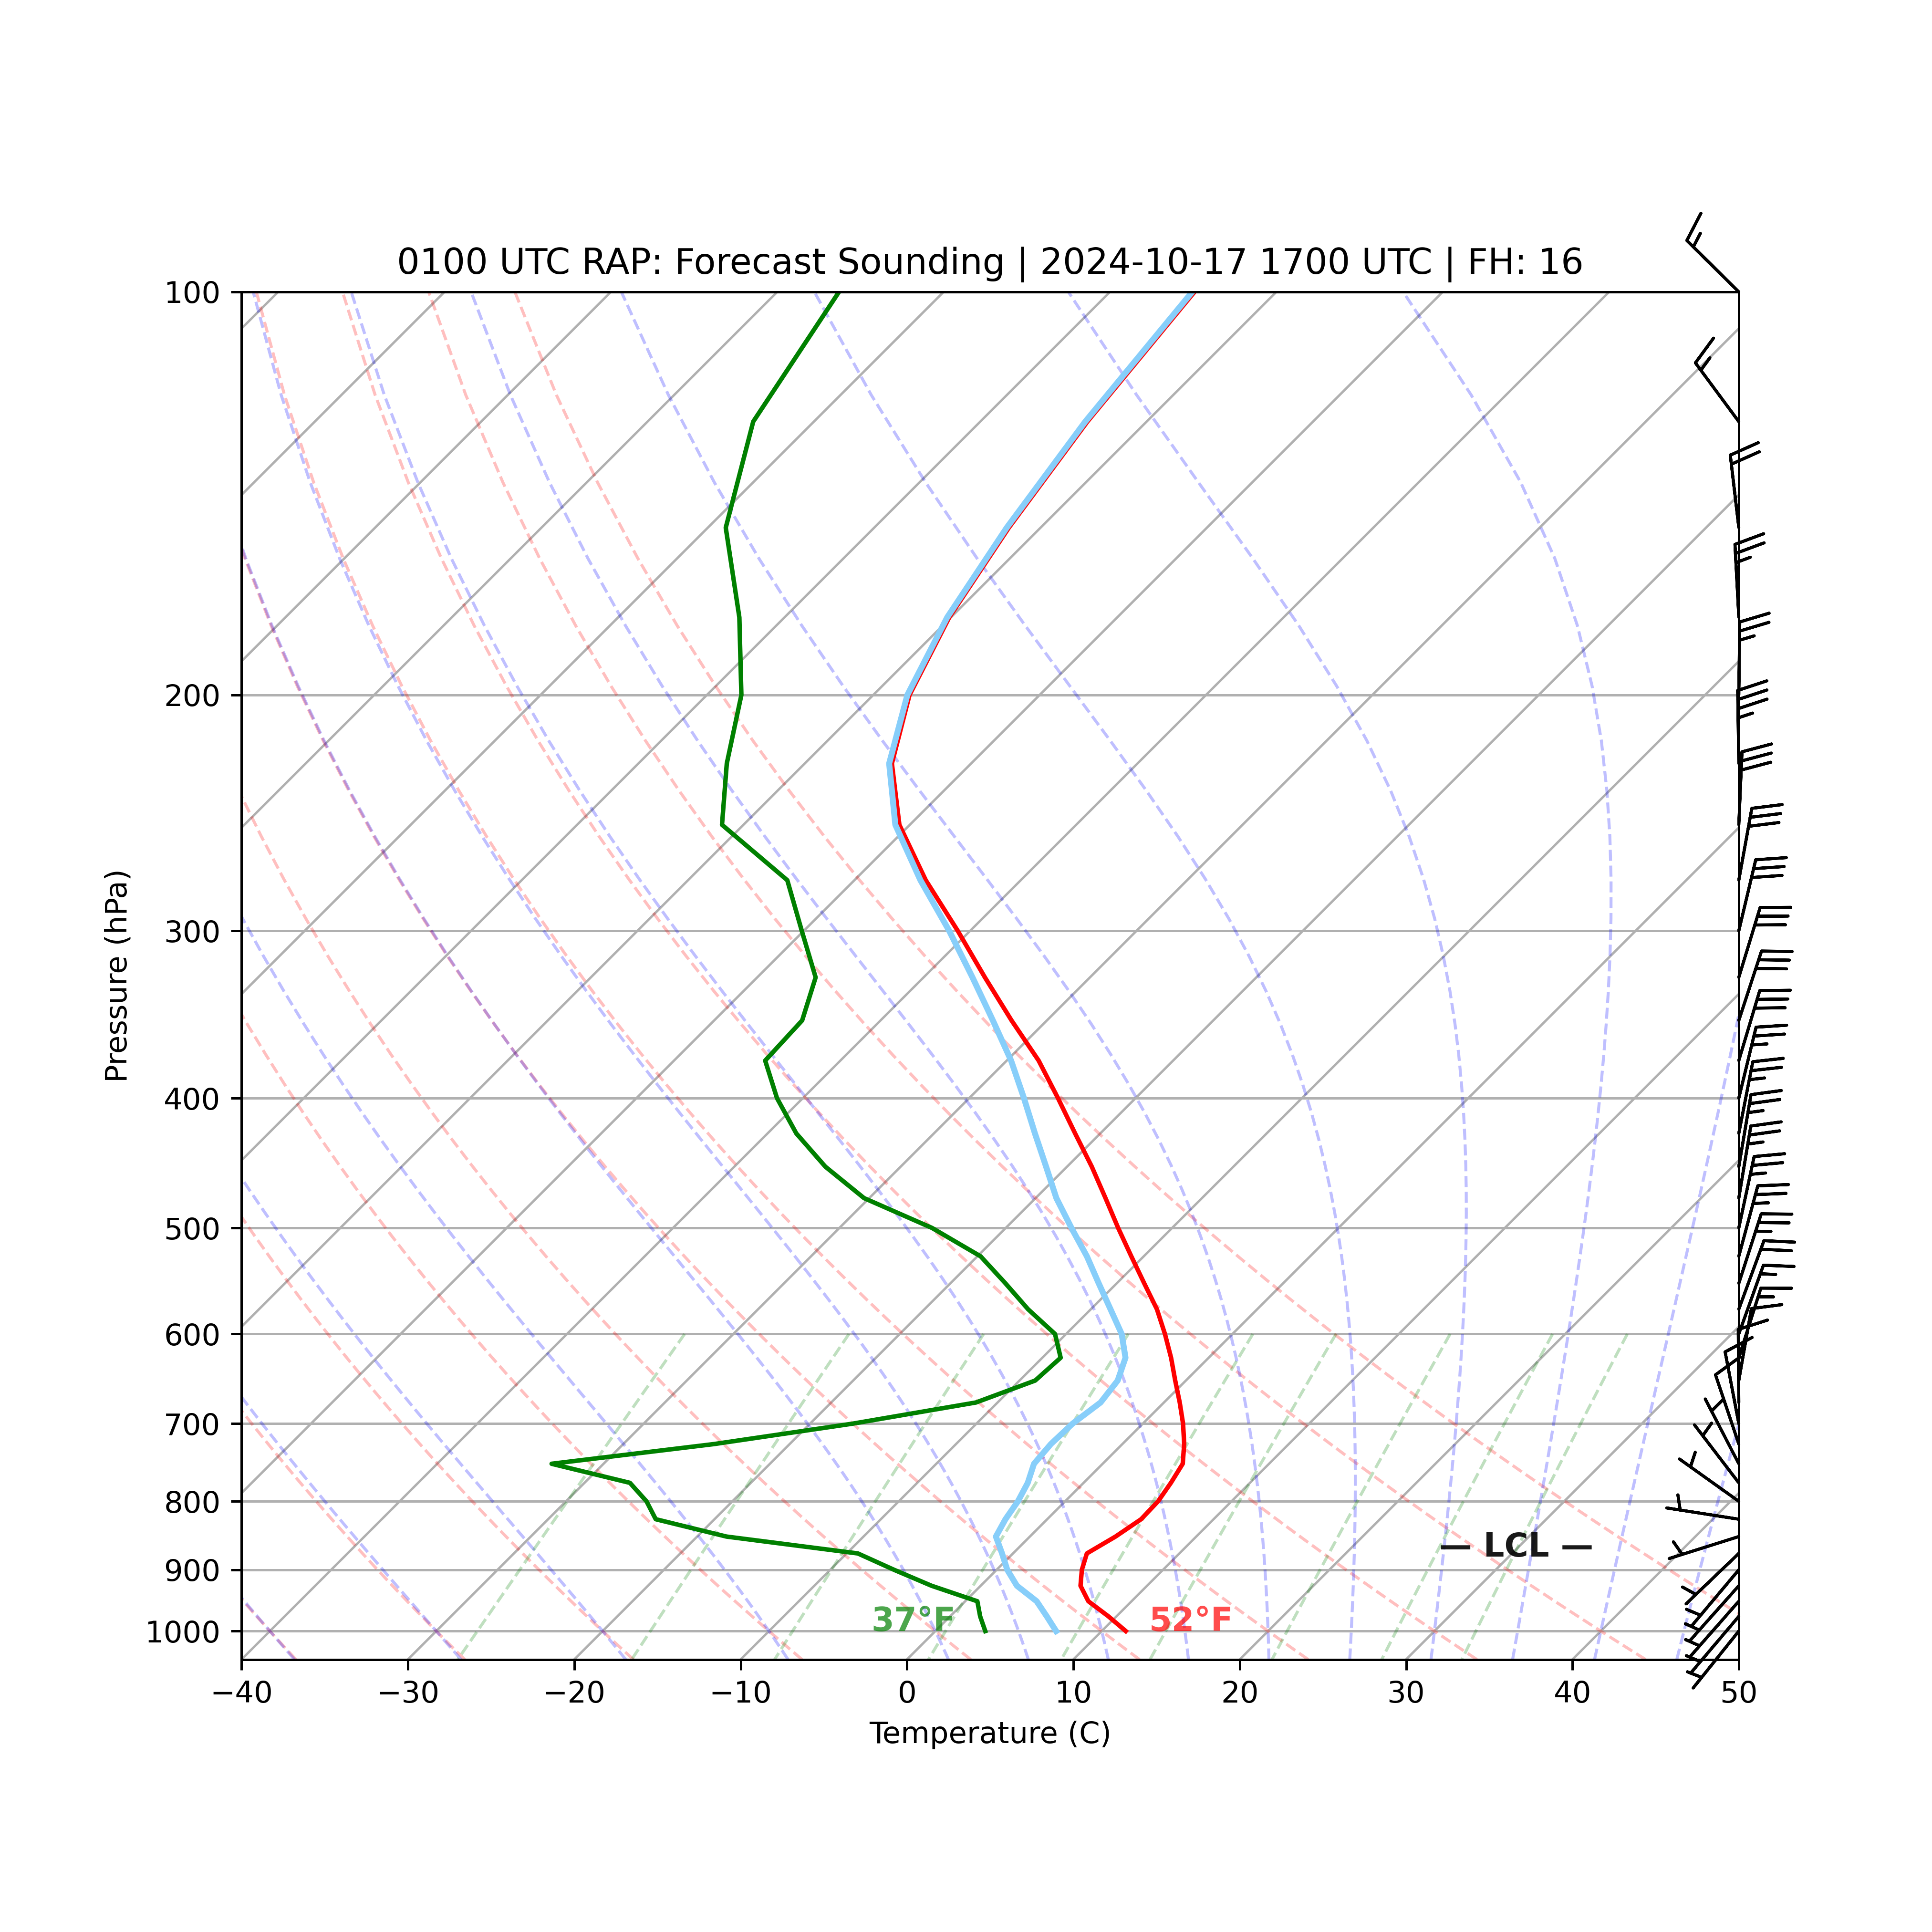 0100 UTC RAP: Forecast Sounding | 2024-10-17 1700 UTC | FH: 16
100
200
300
400
500
600
700
800
900
1000
Pressure (hPa)
— LCL —
37°F
52°F
−40 −30 −20 −10 0 10 20 30 40 50
Temperature (C)